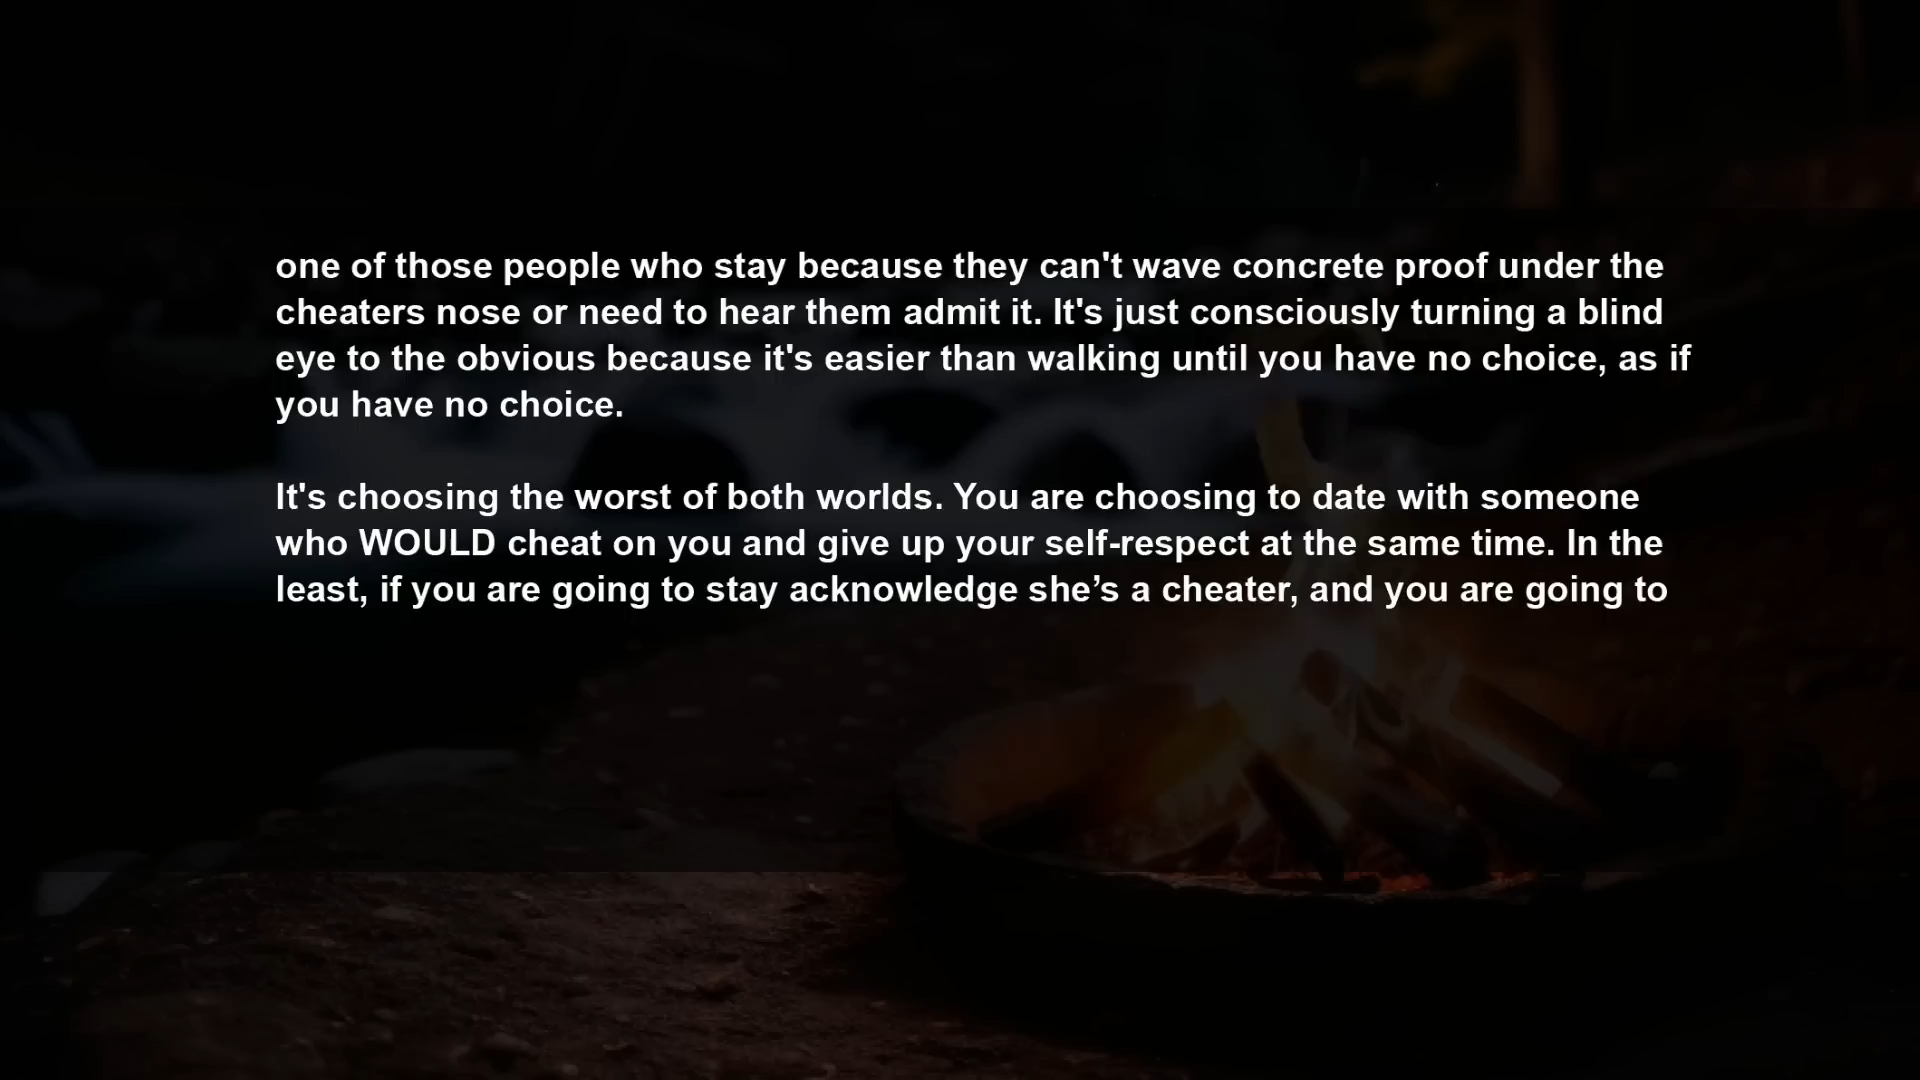 one of those people who stay because they can't wave concrete proof under the
cheaters nose or need to hear them admit it. It's just consciously turning a blind
eye to the obvious because it's easier than walking until you have no choice, as if
you have no choice.
It's choosing the worst of both worlds. You are choosing to date with someone
who WOULD cheat on you and give up your self-respect at the same time. In the
least, if you are going to stay acknowledge she’s a cheater, and you are going to